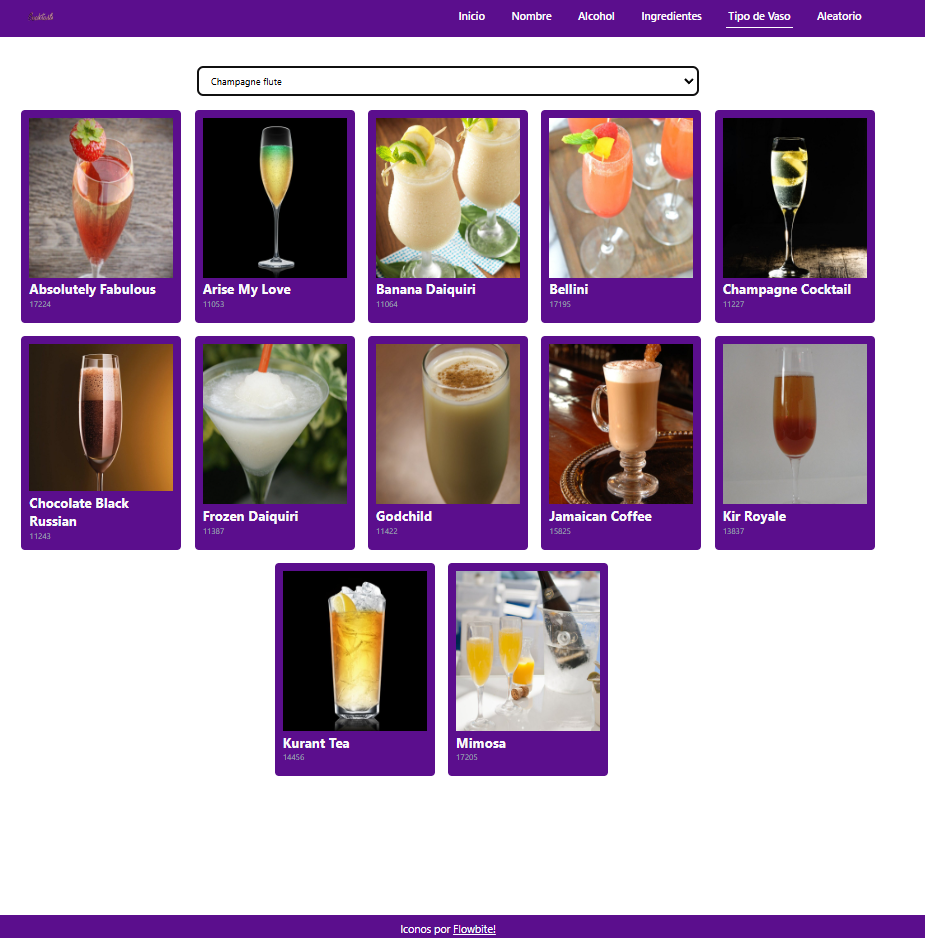 Inicio Nombre Alcohol Ingredientes Tipo de Vaso Aleatorio
Champagne flute
Absolutely Fabulous
17224
Arise My Love
11053
Banana Daiquiri
11064
Bellini
17195
Champagne Cocktail
11227
Chocolate Black
Russian
11243
Frozen Daiquiri
11387
Godchild
11422
Jamaican Coffee
15825
Kir Royale
13837
Kurant Tea
14456
Mimosa
17205
Iconos por Flowbite!